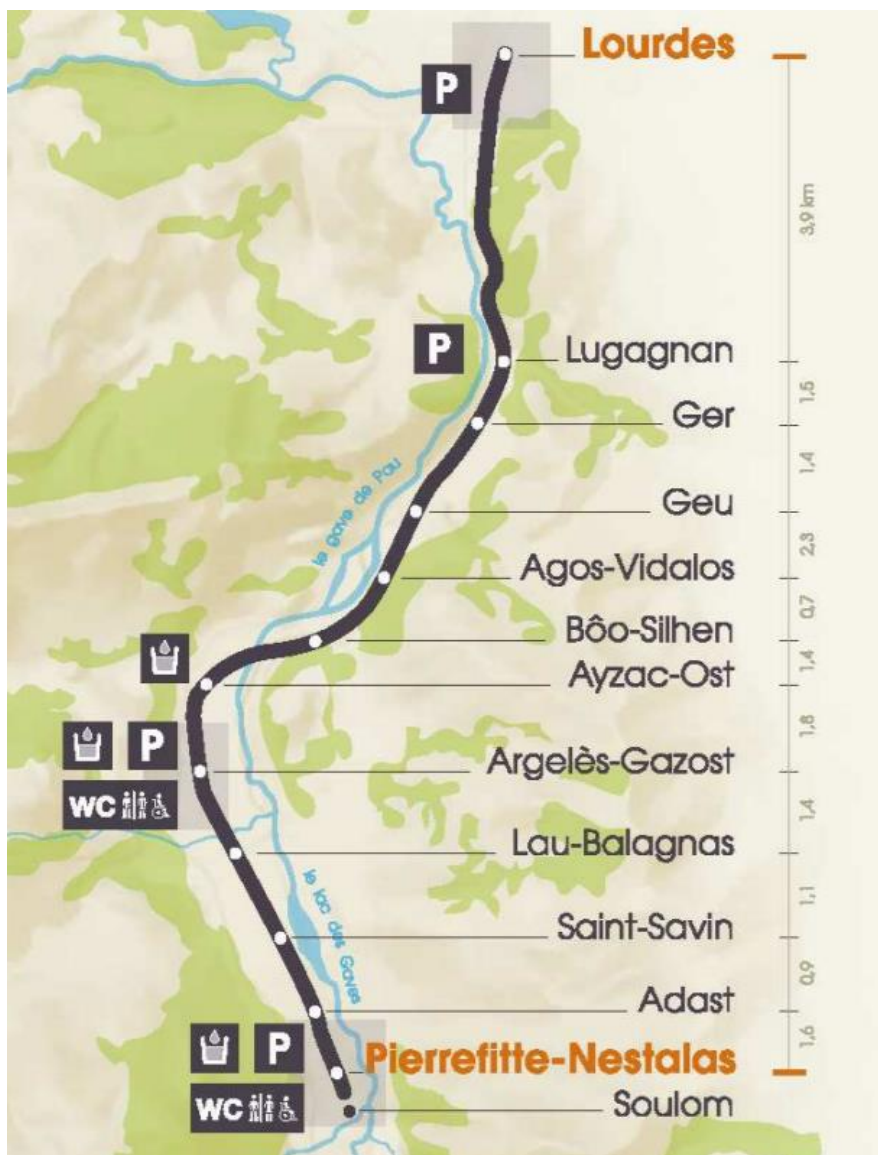 Lourdes
P
3,9 km
P
Lugagnan
1,5
Ger
1,4
le gave de Pau
Geu
2,3
Agos-Vidalos
0,7
Bôo-Silhen
1,4
Ayzac-Ost
1,8
P
Argelès-Gazost
WC
1,4
Lau-Balagnas
1,1
le lac des Gaves
Saint-Savin
0,9
Adast
1,6
P
Pierrefitte-Nestalas
WC
Soulom